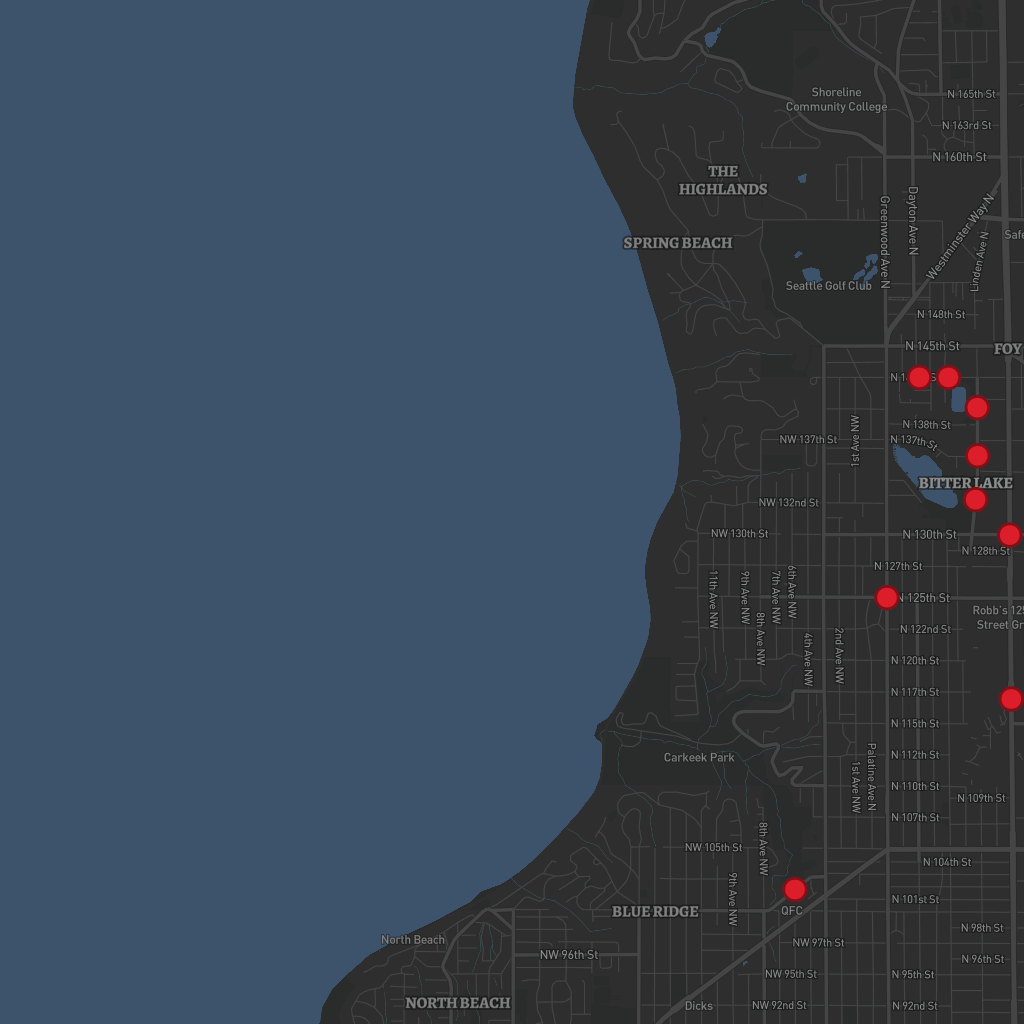 Shoreline
Community College
N 165th St
N 163rd St
N 160th St
THE
HIGHLANDS
Greenwood Ave N
Dayton Ave N
Westminster Way N
Linden Ave N
Safe
SPRING BEACH
Seattle Golf Club
N 148th St
N 145th St
FOY
N 138th St
N 137th St
NW 137th St
1st Ave NW
BITTER LAKE
NW 132nd St
NW 130th St
N 130th St
N 128th St
N 127th St
11th Ave NW
9th Ave NW
7th Ave NW
6th Ave NW
8th Ave NW
4th Ave NW
2nd Ave NW
N 125th St
Robb's 125
Street Gr
N 122nd St
N 120th St
N 117th St
N 115th St
Carkeek Park
N 112th St
Palatine Ave N
1st Ave NW
N 110th St
N 109th St
N 107th St
NW 105th St
8th Ave NW
N 104th St
9th Ave NW
N 101st St
BLUE RIDGE
QFC
N 98th St
North Beach
NW 97th St
NW 96th St
N 96th St
NW 95th St
N 95th St
NORTH BEACH
Dicks
NW 92nd St
N 92nd St